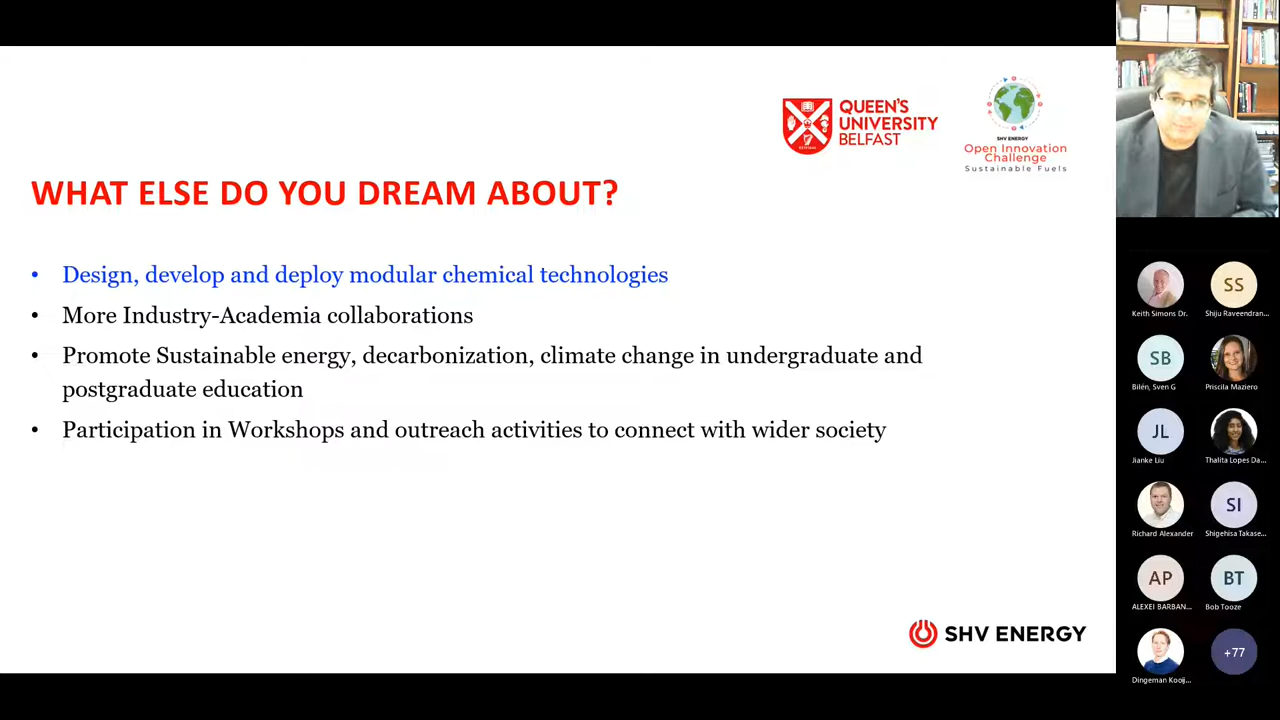 QUEEN'S
UNIVERSITY
BELFAST
SHV ENERGY
Open Innovation
Challenge
Sustainable Fuels
WHAT ELSE DO YOU DREAM ABOUT?
• Design, develop and deploy modular chemical technologies
• More Industry-Academia collaborations
• Promote Sustainable energy, decarbonization, climate change in undergraduate and
postgraduate education
• Participation in Workshops and outreach activities to connect with wider society
SHV ENERGY
Keith Simons Dr.
SS
Shiju Raveendran...
SB
Bilén, Sven G
Priscila Maziero
JL
Jianke Liu
Thalita Lopes Da...
Richard Alexander
SI
Shigehisa Takase...
AP
ALEXEI BARBAN...
BT
Bob Tooze
Dingeman Kooij...
+77